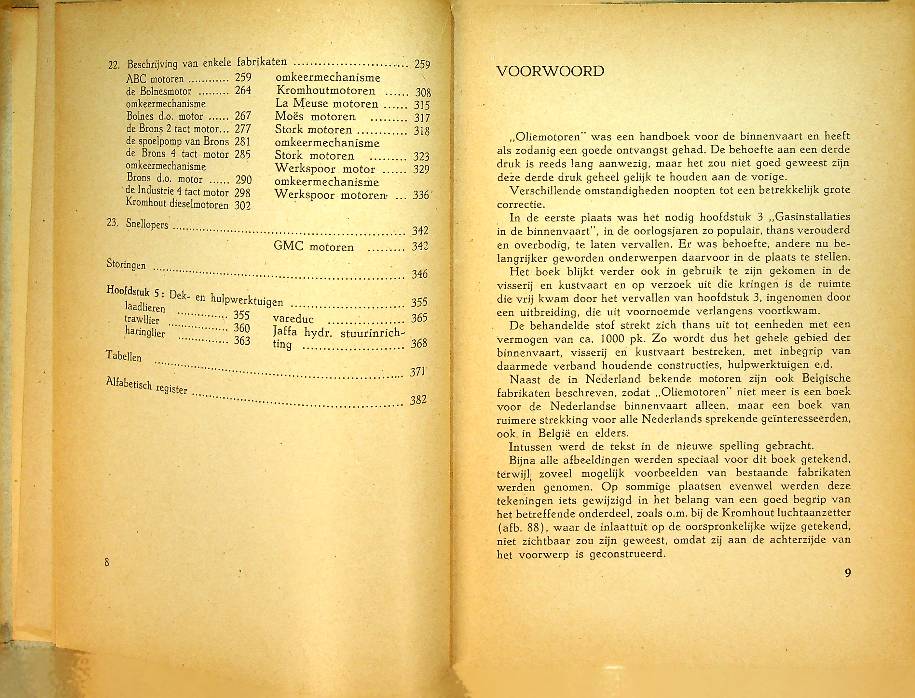 22. Beschrijving van enkele fabrikaten ............................ 259
ABC motoren ............ 259
de Bolnesmotor ......... 264
omkeermechanisme
Bolnes d.o. motor ...... 267
de Brons 2 tact motor... 277
de spoelpomp van Brons 281
de Brons 4 tact motor 285
omkeermechanisme
Brons d.o. motor ...... 290
de Industrie 4 tact motor 298
Kromhout dieselmotoren 302
omkeermechanisme
Kromhoutmotoren ...... 308
La Meuse motoren ...... 315
Moës motoren ......... 317
Stork motoren ............ 318
omkeermechanisme
Stork motoren ......... 323
Werkspoor motor ...... 329
omkeermechanisme
Werkspoor motoren ... 336
23. Snellopers ............................ 342
GMC motoren ......... 342
Storingen ............................ 346
Hoofdstuk 5: Dek- en hulpwerktuigen ............................ 355
laadlieren ............... 355
trawllier ............... 360
haringlier ............... 363
vareduc .................. 365
Jaffa hydr. stuurinrich-
ting ..................... 368
Tabellen ............................ 371
Alfabetisch register ............................ 382
8
VOORWOORD
„Oliemotoren” was een handboek voor de binnenvaart en heeft
als zodanig een goede ontvangst gehad. De behoefte aan een derde
druk is reeds lang aanwezig, maar het zou niet goed geweest zijn
deze derde druk geheel gelijk te houden aan de vorige.
Verschillende omstandigheden noopten tot een betrekkelijk grote
correctie.
In de eerste plaats was het nodig hoofdstuk 3 „Gasinstallaties
in de binnenvaart”, in de oorlogsjaren zo populair, thans verouderd
en overbodig, te laten vervallen. Er was behoefte, andere nu be-
langrijker geworden onderwerpen daarvoor in de plaats te stellen.
Het boek blijkt verder ook in gebruik te zijn gekomen in de
visserij en kustvaart en op verzoek uit die kringen is de ruimte
die vrij kwam door het vervallen van hoofdstuk 3, ingenomen door
een uitbreiding, die uit voornoemde verlangens voortkwam.
De behandelde stof strekt zich thans uit tot eenheden met een
vermogen van ca. 1000 pk. Zo wordt dus het gehele gebied der
binnenvaart, visserij en kustvaart bestreken, met inbegrip van
daarmede verband houdende constructies, hulpwerktuigen e.d.
Naast de in Nederland bekende motoren zijn ook Belgische
fabrikaten beschreven, zodat „Oliemotoren” niet meer is een boek
voor de Nederlandse binnenvaart alleen, maar een boek van
ruimere strekking voor alle Nederlands sprekende geïnteresseerden,
ook in België en elders.
Intussen werd de tekst in de nieuwe spelling gebracht.
Bijna alle afbeeldingen werden speciaal voor dit boek getekend,
terwijl zoveel mogelijk voorbeelden van bestaande fabrikaten
werden genomen. Op sommige plaatsen evenwel werden deze
tekeningen iets gewijzigd in het belang van een goed begrip van
het betreffende onderdeel, zoals o.m. bij de Kromhout luchtaanzetter
(afb. 88), waar de inlaattuit op de oorspronkelijke wijze getekend,
niet zichtbaar zou zijn geweest, omdat zij aan de achterzijde van
het voorwerp is geconstrueerd.
9